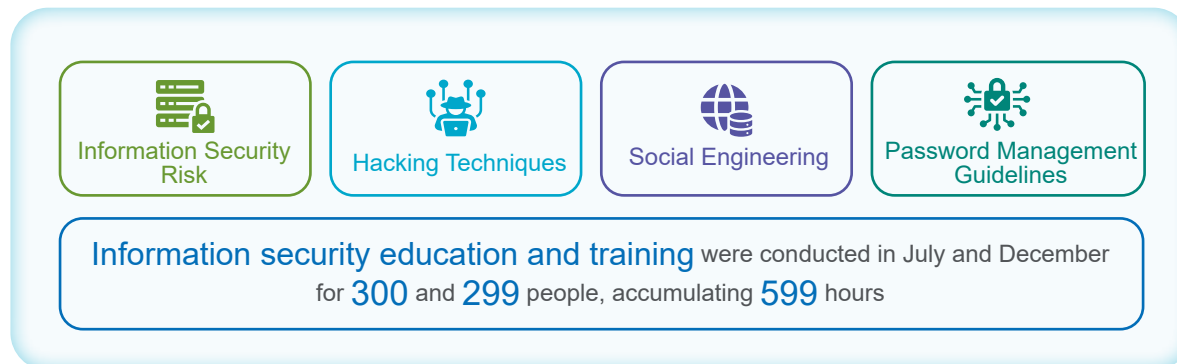 Information Security
Risk
Hacking Techniques
Social Engineering
Password Management
Guidelines
Information security education and training were conducted in July and December
for 300 and 299 people, accumulating 599 hours